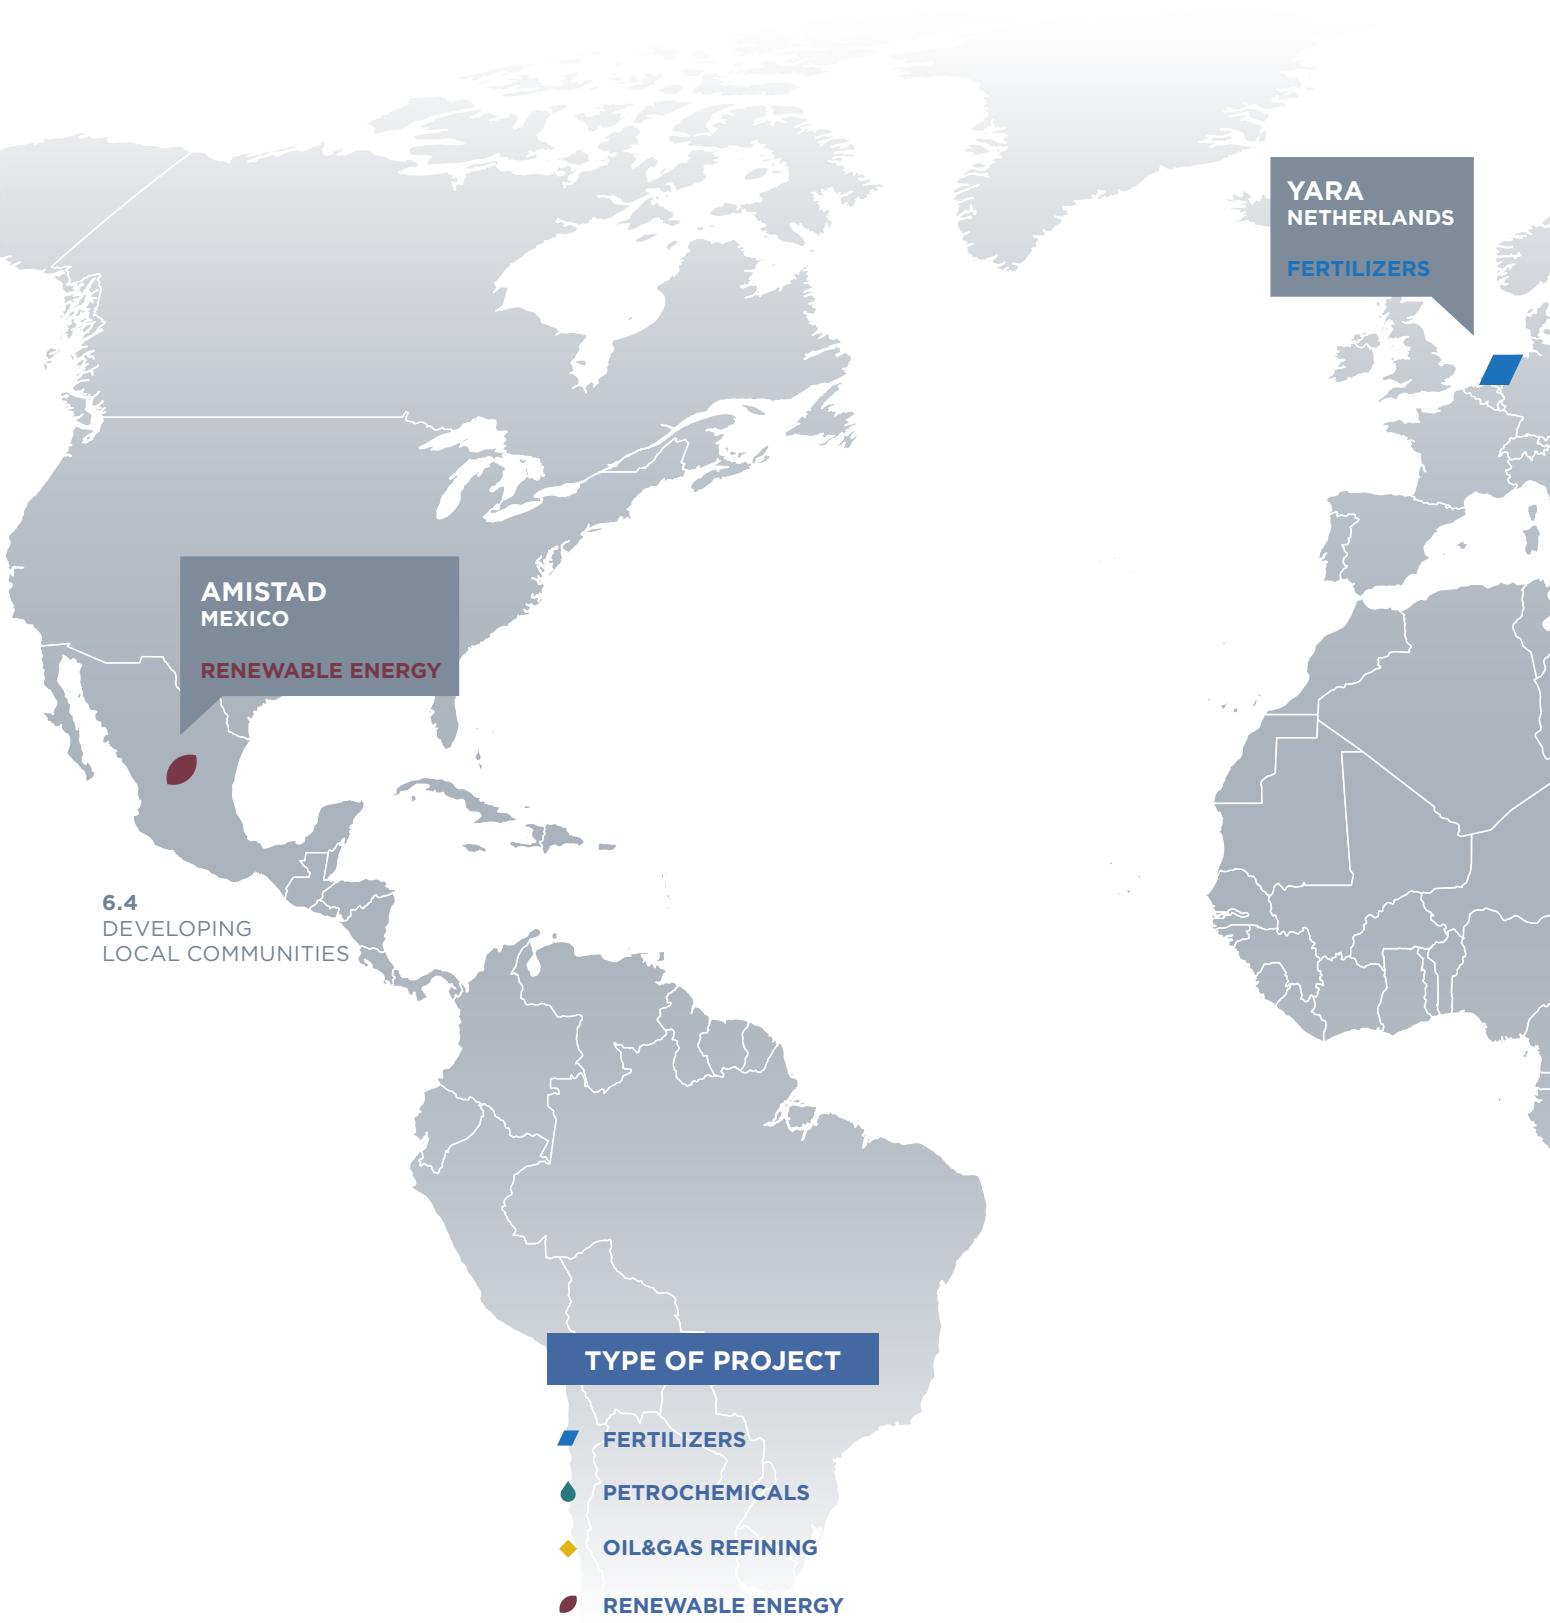 YARA
NETHERLANDS
FERTILIZERS
AMISTAD
MEXICO
RENEWABLE ENERGY
6.4
DEVELOPING
LOCAL COMMUNITIES
TYPE OF PROJECT
FERTILIZERS
PETROCHEMICALS
OIL&GAS REFINING
RENEWABLE ENERGY